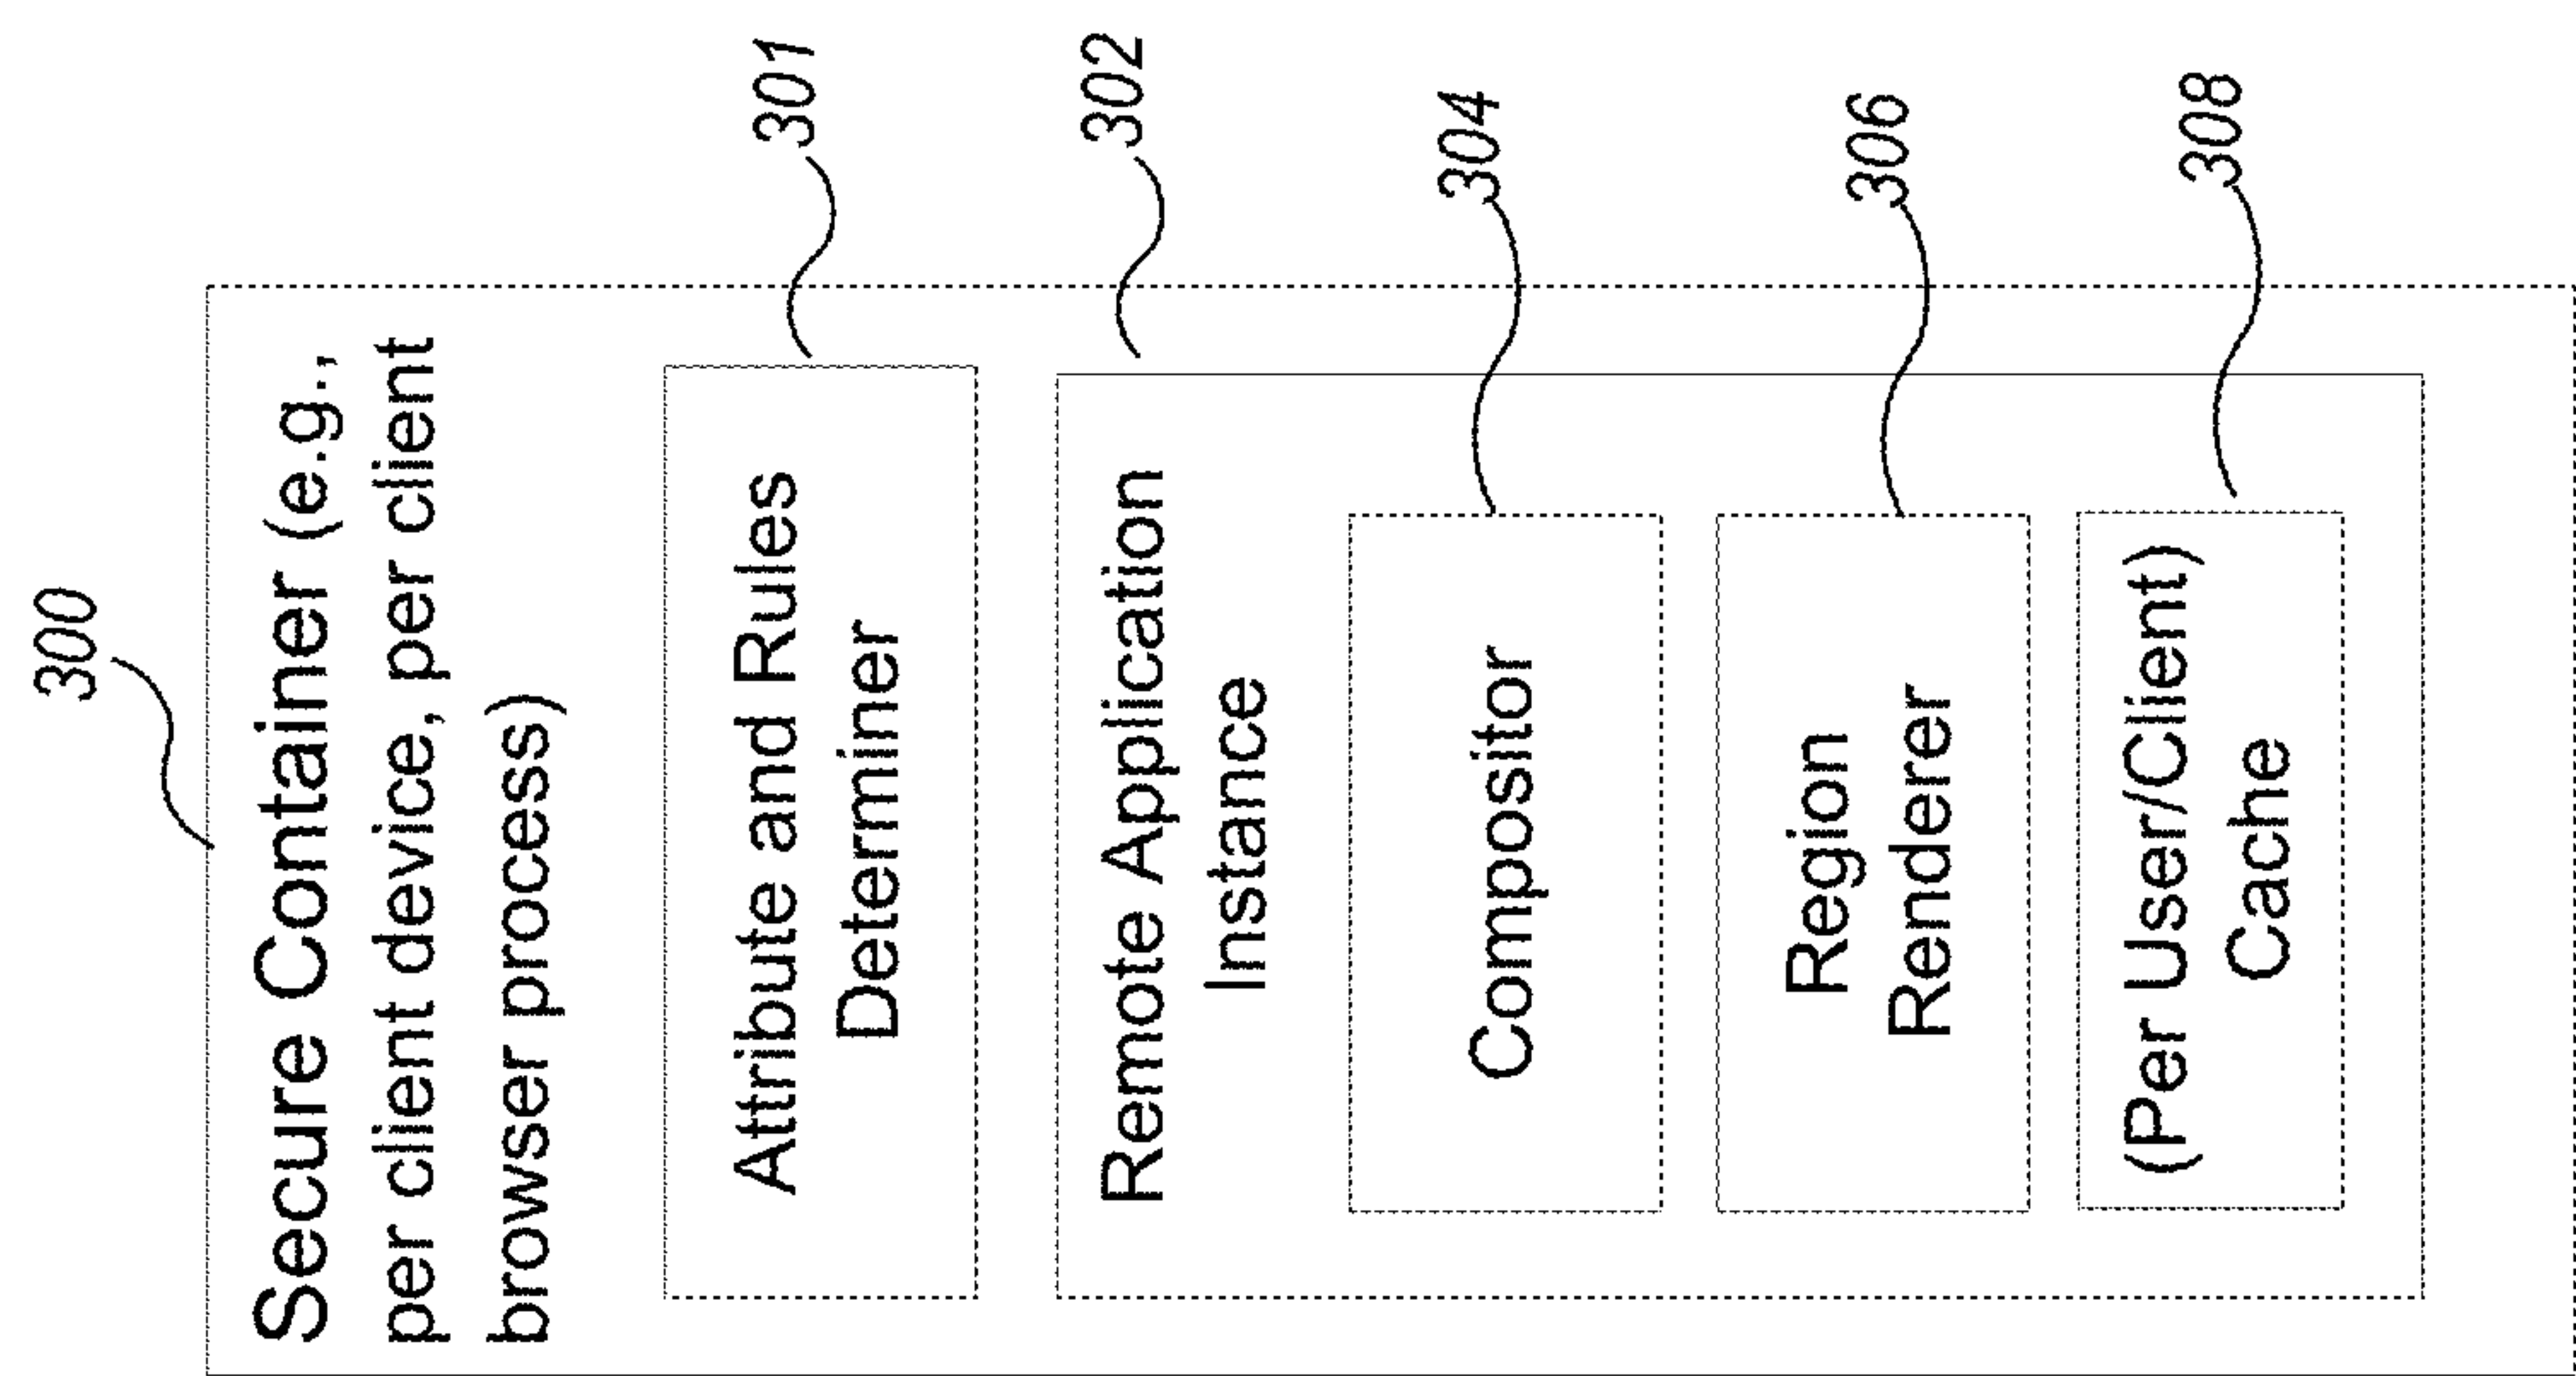 300
Secure Container (e.g.,
per client device, per client
browser process)
Attribute and Rules
Determiner
301
Remote Application
Instance
302
Compositor
304
Region
Renderer
306
(Per User/Client)
Cache
308